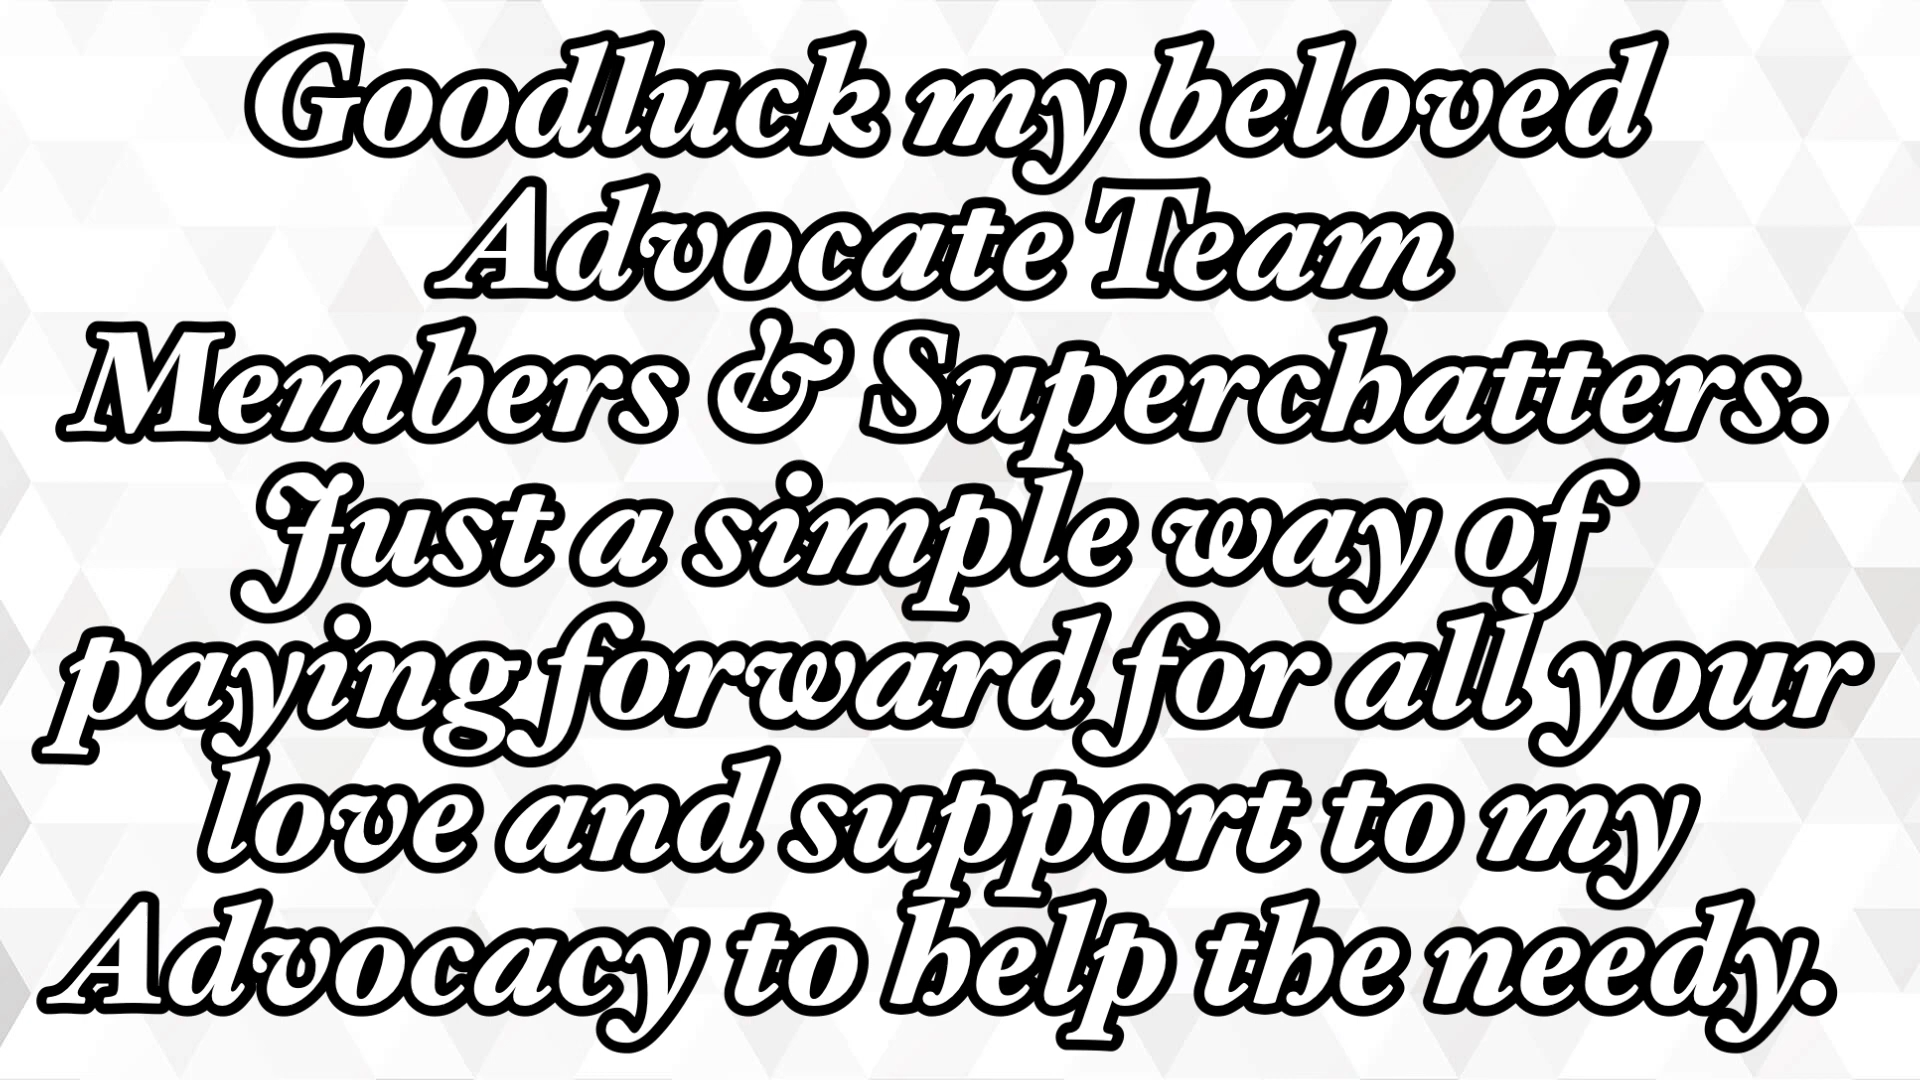 Goodluck my beloved
Advocate Team
Members & Superchatters.
Just a simple way of
paying forward for all your
love and support to my
Advocacy to help the needy.